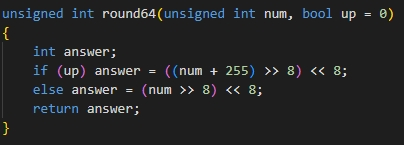 unsigned int round64(unsigned int num, bool up = 0)
{
    int answer;
    if (up) answer = ((num + 255) >> 8) << 8;
    else answer = (num >> 8) << 8;
    return answer;
}